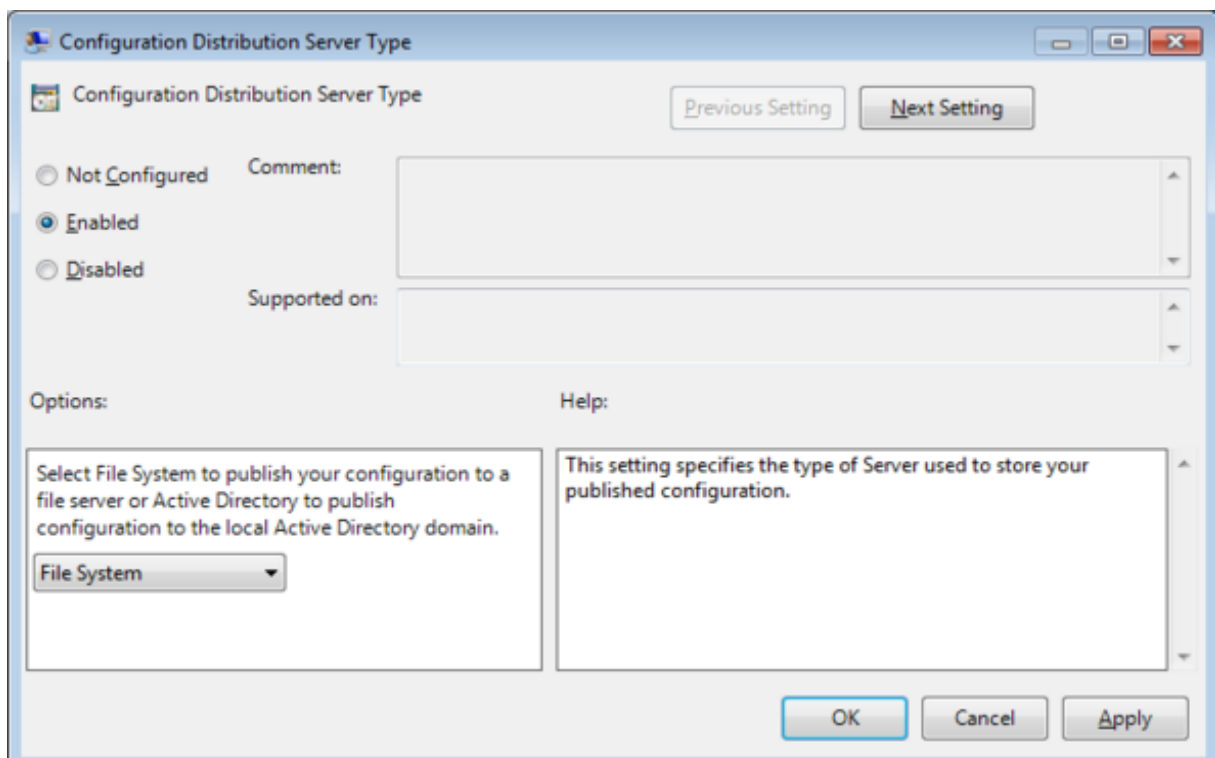 Configuration Distribution Server Type
Configuration Distribution Server Type
Previous Setting
Next Setting
Not Configured
Comment:
Enabled
Disabled
Supported on:
Options:
Help:
Select File System to publish your configuration to a
file server or Active Directory to publish
configuration to the local Active Directory domain.
File System
This setting specifies the type of Server used to store your
published configuration.
OK
Cancel
Apply